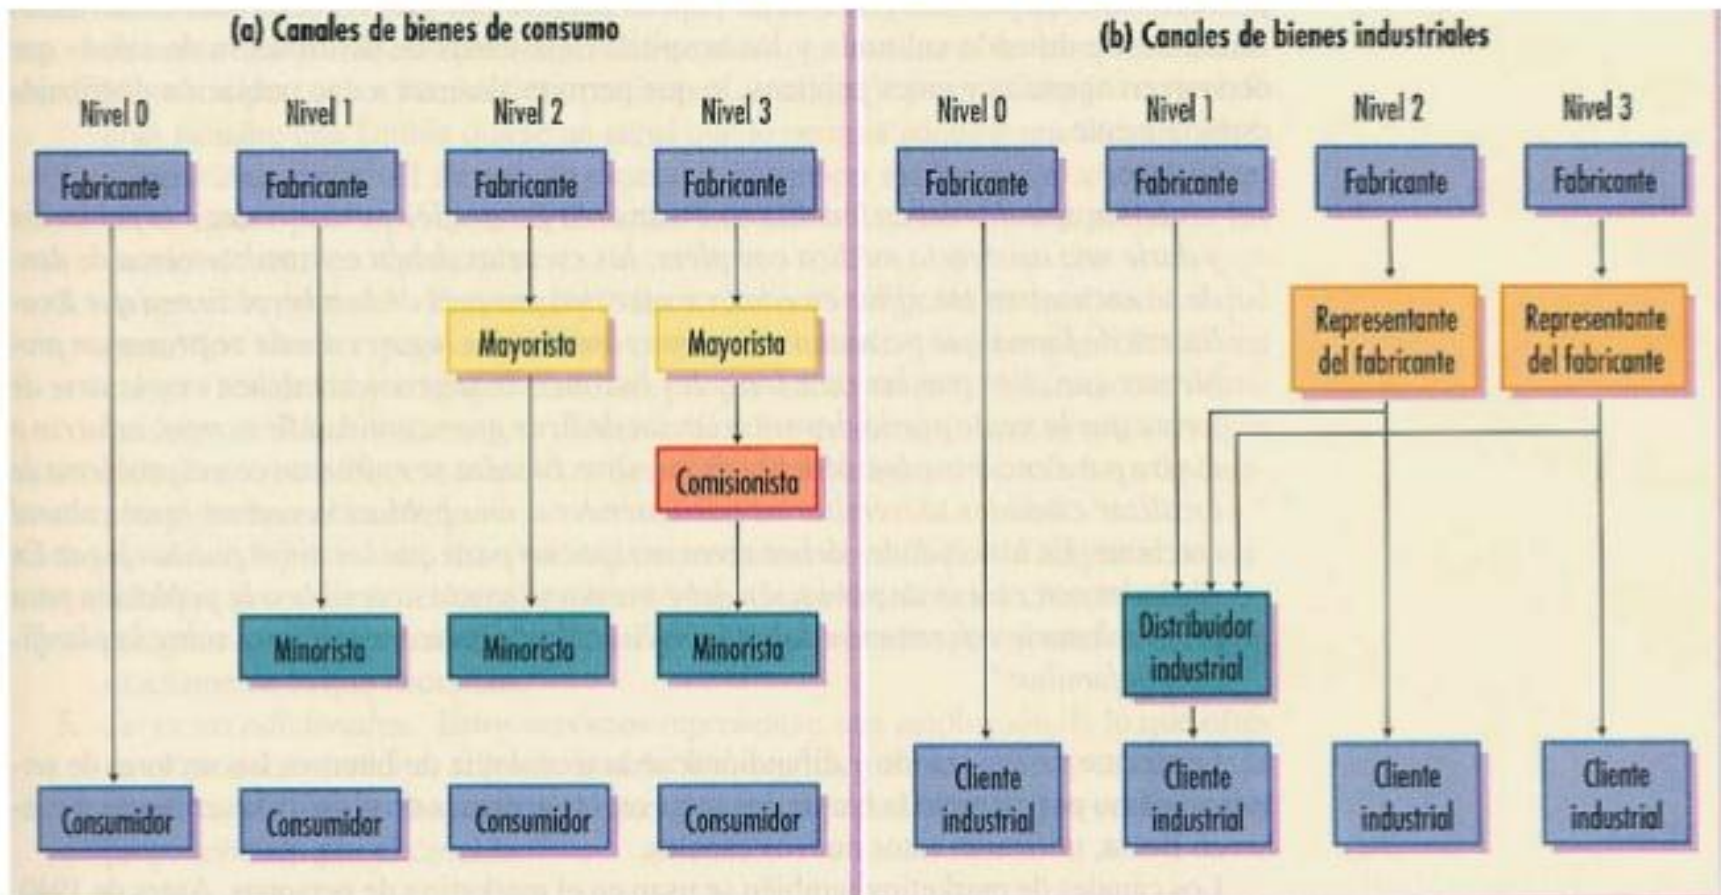 (a) Canales de bienes de consumo
Nivel 0
Nivel 1
Nivel 2
Nivel 3
Fabricante
Fabricante
Fabricante
Fabricante
Mayorista
Mayorista
Comisionista
Minorista
Minorista
Minorista
Consumidor
Consumidor
Consumidor
Consumidor
(b) Canales de bienes industriales
Nivel 0
Nivel 1
Nivel 2
Nivel 3
Fabricante
Fabricante
Fabricante
Fabricante
Representante
del fabricante
Representante
del fabricante
Distribuidor
industrial
Cliente
industrial
Cliente
industrial
Cliente
industrial
Cliente
industrial